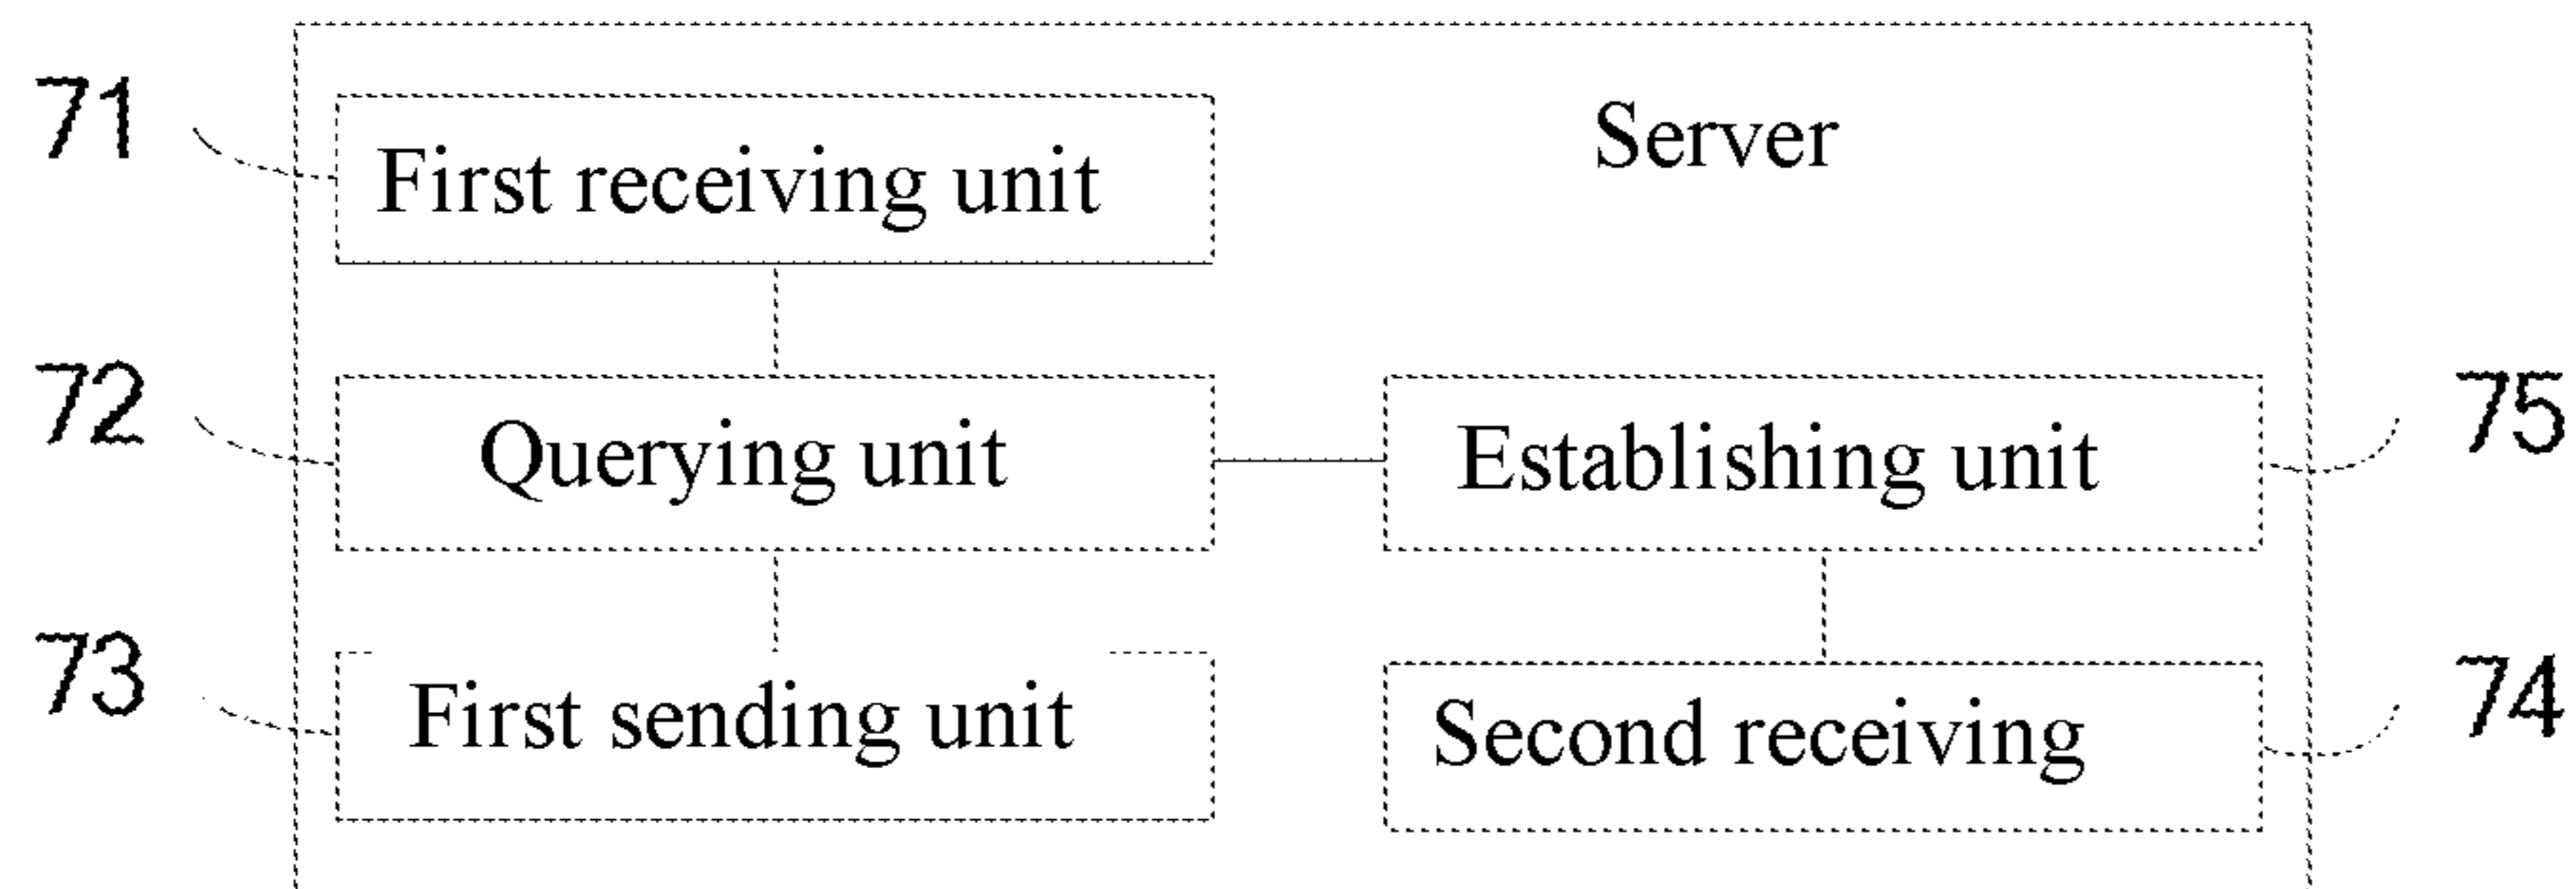 71
First receiving unit
Server
72
Querying unit
Establishing unit
75
73
First sending unit
Second receiving
74